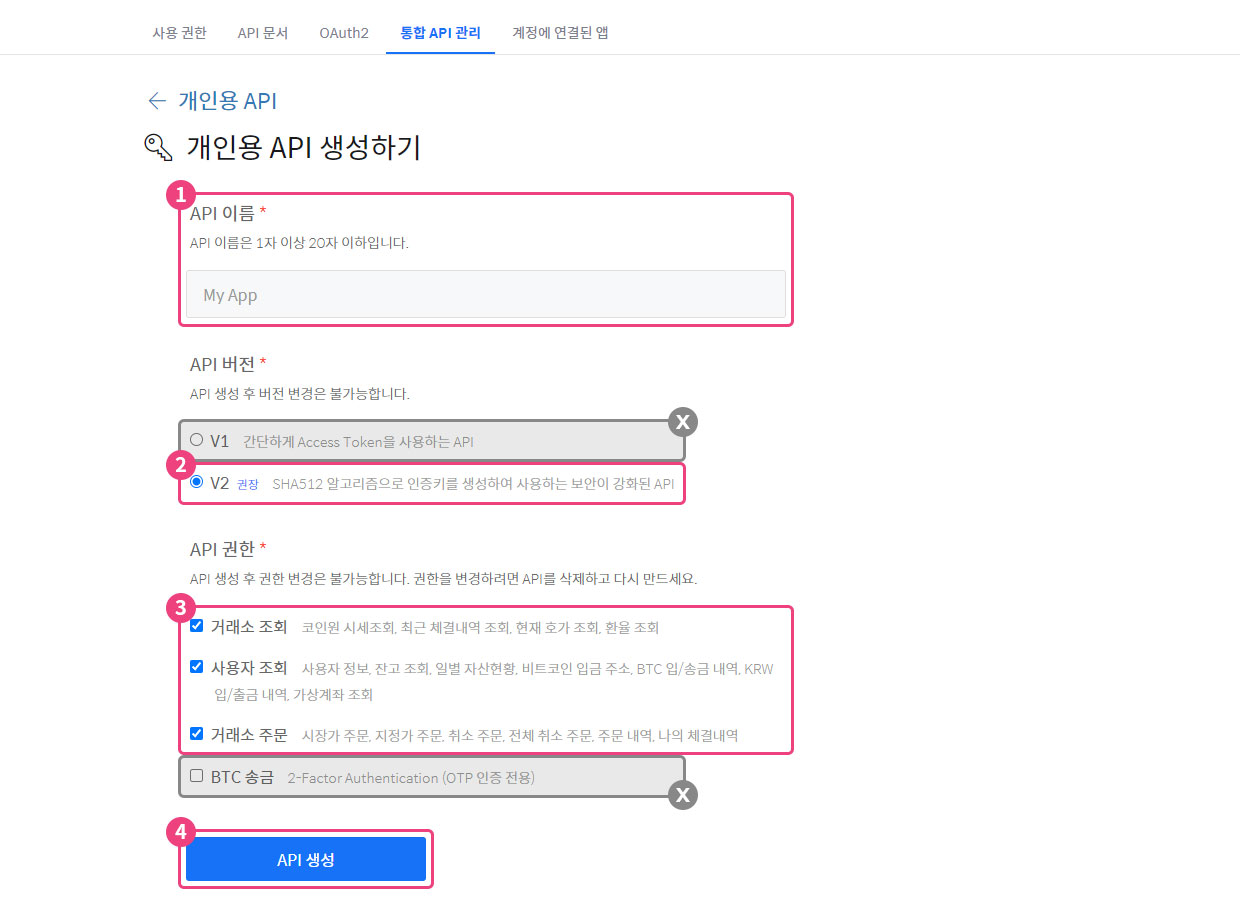 사용 권한 API 문서 OAuth2 통합 API 관리 계정에 연결된 앱
개인용 API
개인용 API 생성하기
1
API 이름 *
API 이름은 1자 이상 20자 이하입니다.
My App
API 버전 *
API 생성 후 버전 변경은 불가능합니다.
X
V1 간단하게 Access Token을 사용하는 API
2
V2 권장 SHA512 알고리즘으로 인증키를 생성하여 사용하는 보안이 강화된 API
API 권한 *
API 생성 후 권한 변경은 불가능합니다. 권한을 변경하려면 API를 삭제하고 다시 만드세요.
3
거래소 조회 코인원 시세조회, 최근 체결내역 조회, 현재 호가 조회, 환율 조회
사용자 조회 사용자 정보, 잔고 조회, 일별 자산현황, 비트코인 입금 주소, BTC 입/송금 내역, KRW
입/출금 내역, 가상계좌 조회
거래소 주문 시장가 주문, 지정가 주문, 취소 주문, 전체 취소 주문, 주문 내역, 나의 체결내역
BTC 송금 2-Factor Authentication (OTP 인증 전용)
X
4
API 생성